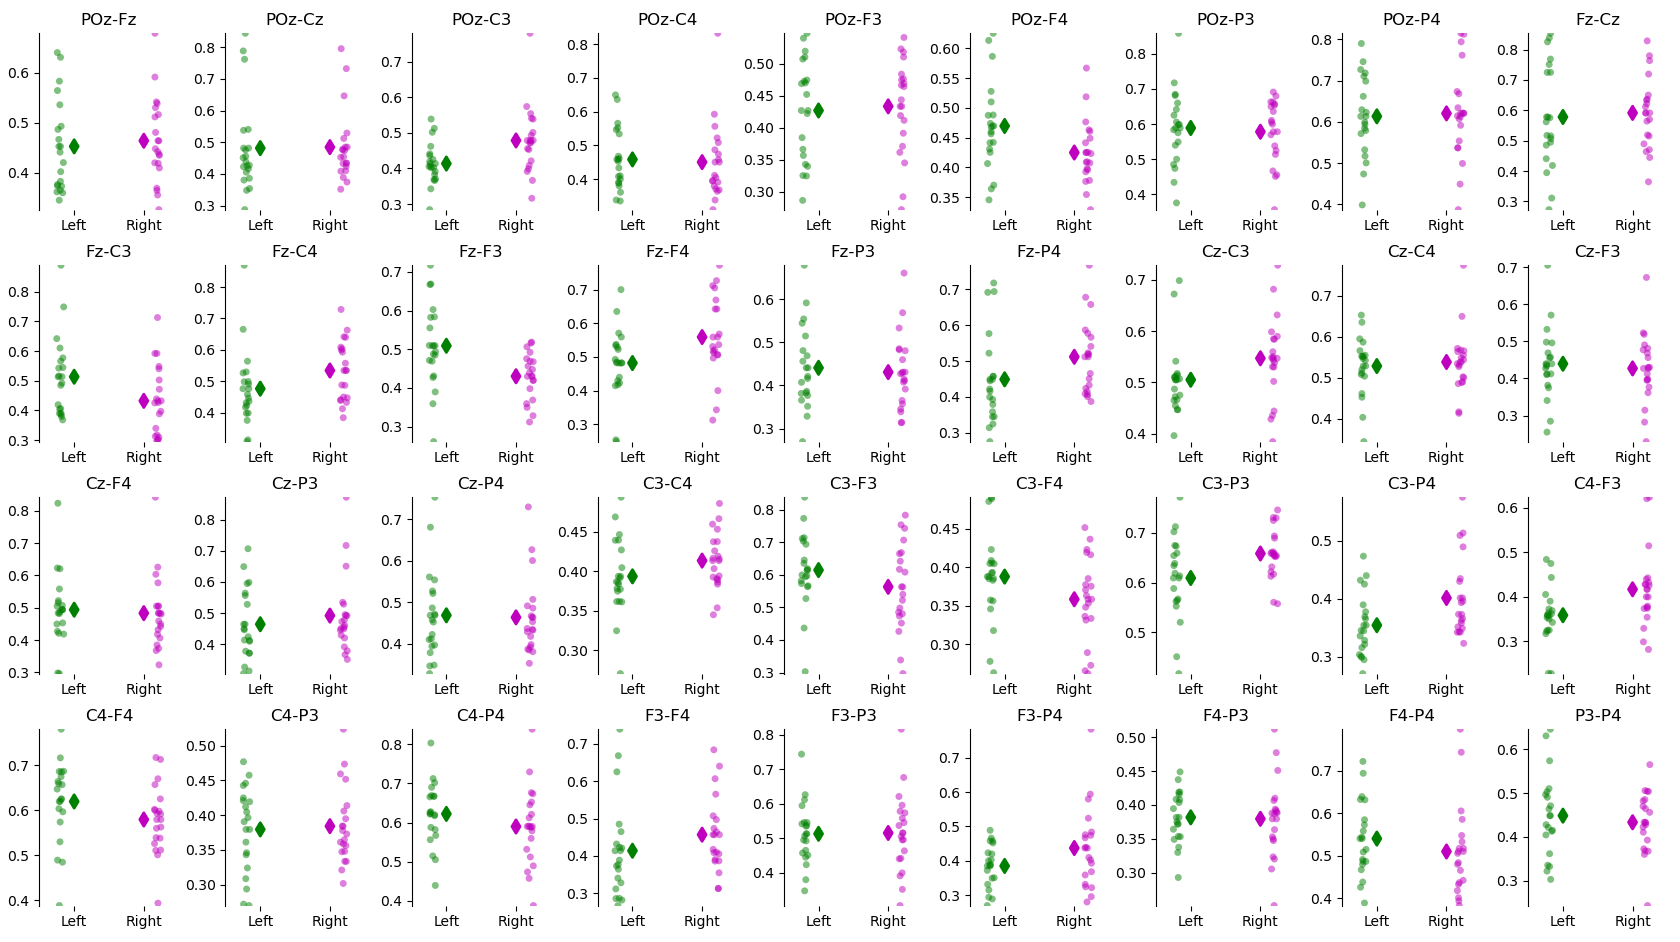 POz-Fz POz-Cz POz-C3 POz-C4 POz-F3 POz-F4 POz-P3 POz-P4 Fz-Cz
0.6 0.5 0.4
0.8 0.7 0.6 0.5 0.4 0.3
0.7 0.6 0.5 0.4 0.3
0.8 0.7 0.6 0.5 0.4
0.50 0.45 0.40 0.35 0.30
0.60 0.55 0.50 0.45 0.40 0.35
0.8 0.7 0.6 0.5 0.4
0.8 0.7 0.6 0.5 0.4
0.8 0.7 0.6 0.5 0.4 0.3
Left Right Left Right Left Right Left Right Left Right Left Right Left Right Left Right Left Right
Fz-C3 Fz-C4 Fz-F3 Fz-F4 Fz-P3 Fz-P4 Cz-C3 Cz-C4 Cz-F3
0.8 0.7 0.6 0.5 0.4 0.3
0.8 0.7 0.6 0.5 0.4
0.7 0.6 0.5 0.4 0.3
0.7 0.6 0.5 0.4 0.3
0.6 0.5 0.4 0.3
0.7 0.6 0.5 0.4 0.3
0.7 0.6 0.5 0.4
0.7 0.6 0.5 0.4
0.7 0.6 0.5 0.4 0.3
Left Right Left Right Left Right Left Right Left Right Left Right Left Right Left Right Left Right
Cz-F4 Cz-P3 Cz-P4 C3-C4 C3-F3 C3-F4 C3-P3 C3-P4 C4-F3
0.8 0.7 0.6 0.5 0.4 0.3
0.8 0.7 0.6 0.5 0.4
0.7 0.6 0.5 0.4
0.45 0.40 0.35 0.30
0.8 0.7 0.6 0.5 0.4 0.3
0.45 0.40 0.35 0.30
0.7 0.6 0.5
0.5 0.4 0.3
0.6 0.5 0.4 0.3
Left Right Left Right Left Right Left Right Left Right Left Right Left Right Left Right Left Right
C4-F4 C4-P3 C4-P4 F3-F4 F3-P3 F3-P4 F4-P3 F4-P4 P3-P4
0.7 0.6 0.5 0.4
0.50 0.45 0.40 0.35 0.30
0.8 0.7 0.6 0.5 0.4
0.7 0.6 0.5 0.4 0.3
0.8 0.7 0.6 0.5 0.4
0.7 0.6 0.5 0.4 0.3
0.50 0.45 0.40 0.35 0.30
0.7 0.6 0.5 0.4
0.6 0.5 0.4 0.3
Left Right Left Right Left Right Left Right Left Right Left Right Left Right Left Right Left Right